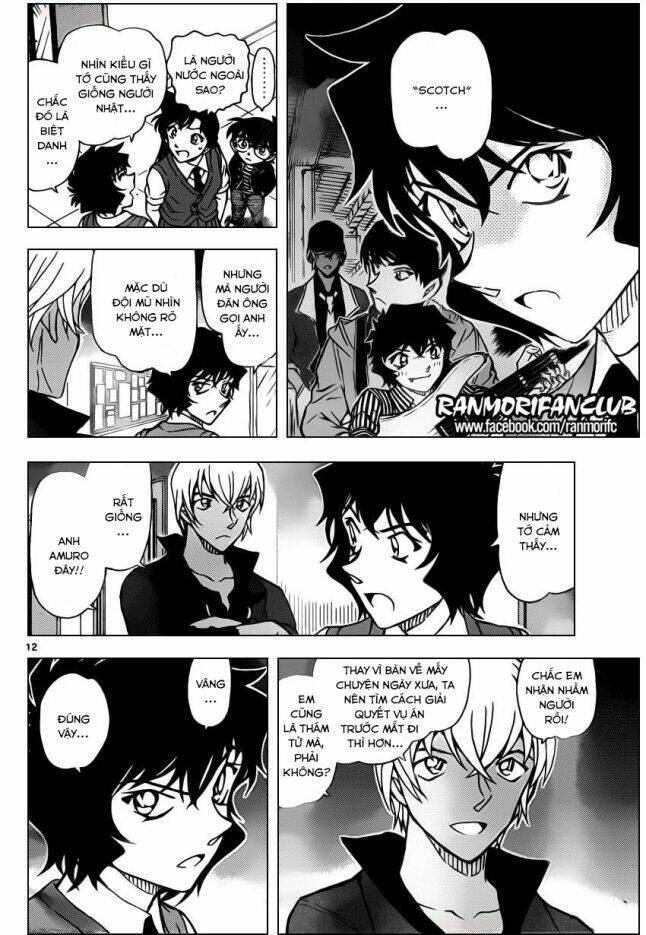 "SCOTCH"
...
........
LÀ NGƯỜI
NƯỚC NGOÀI
SAO?
NHÌN KIỂU GÌ
TỚ CŨNG THẤY
GIỐNG NGƯỜI
NHẬT...
CHẮC
ĐÓ LÀ
BIỆT
DANH
...
RANMORIFANCLUB
www.facebook.com/ranmorifc
NHƯNG
MÀ NGƯỜI
ĐÀN ÔNG
GỌI ANH
ẤY...
MẶC DÙ
ĐỘI MŨ NHÌN
KHÔNG RÕ
MẶT...
NHƯNG
TỚ CẢM
THẤY...
RẤT
GIỐNG
...
ANH
AMURO
ĐÂY!!
12
CHẮC EM
NHẬN NHẦM
NGƯỜI
RỒI!
THAY VÌ BÀN VỀ MẤY
CHUYỆN NGÀY XƯA, TA
NÊN TÌM CÁCH GIẢI
QUYẾT VỤ ÁN
TRƯỚC MẮT ĐI
THÌ HƠN...
EM
CŨNG
LÀ THÁM
TỬ MÀ,
PHẢI
KHÔNG?
VÂNG
...
ĐÚNG
VẬY...